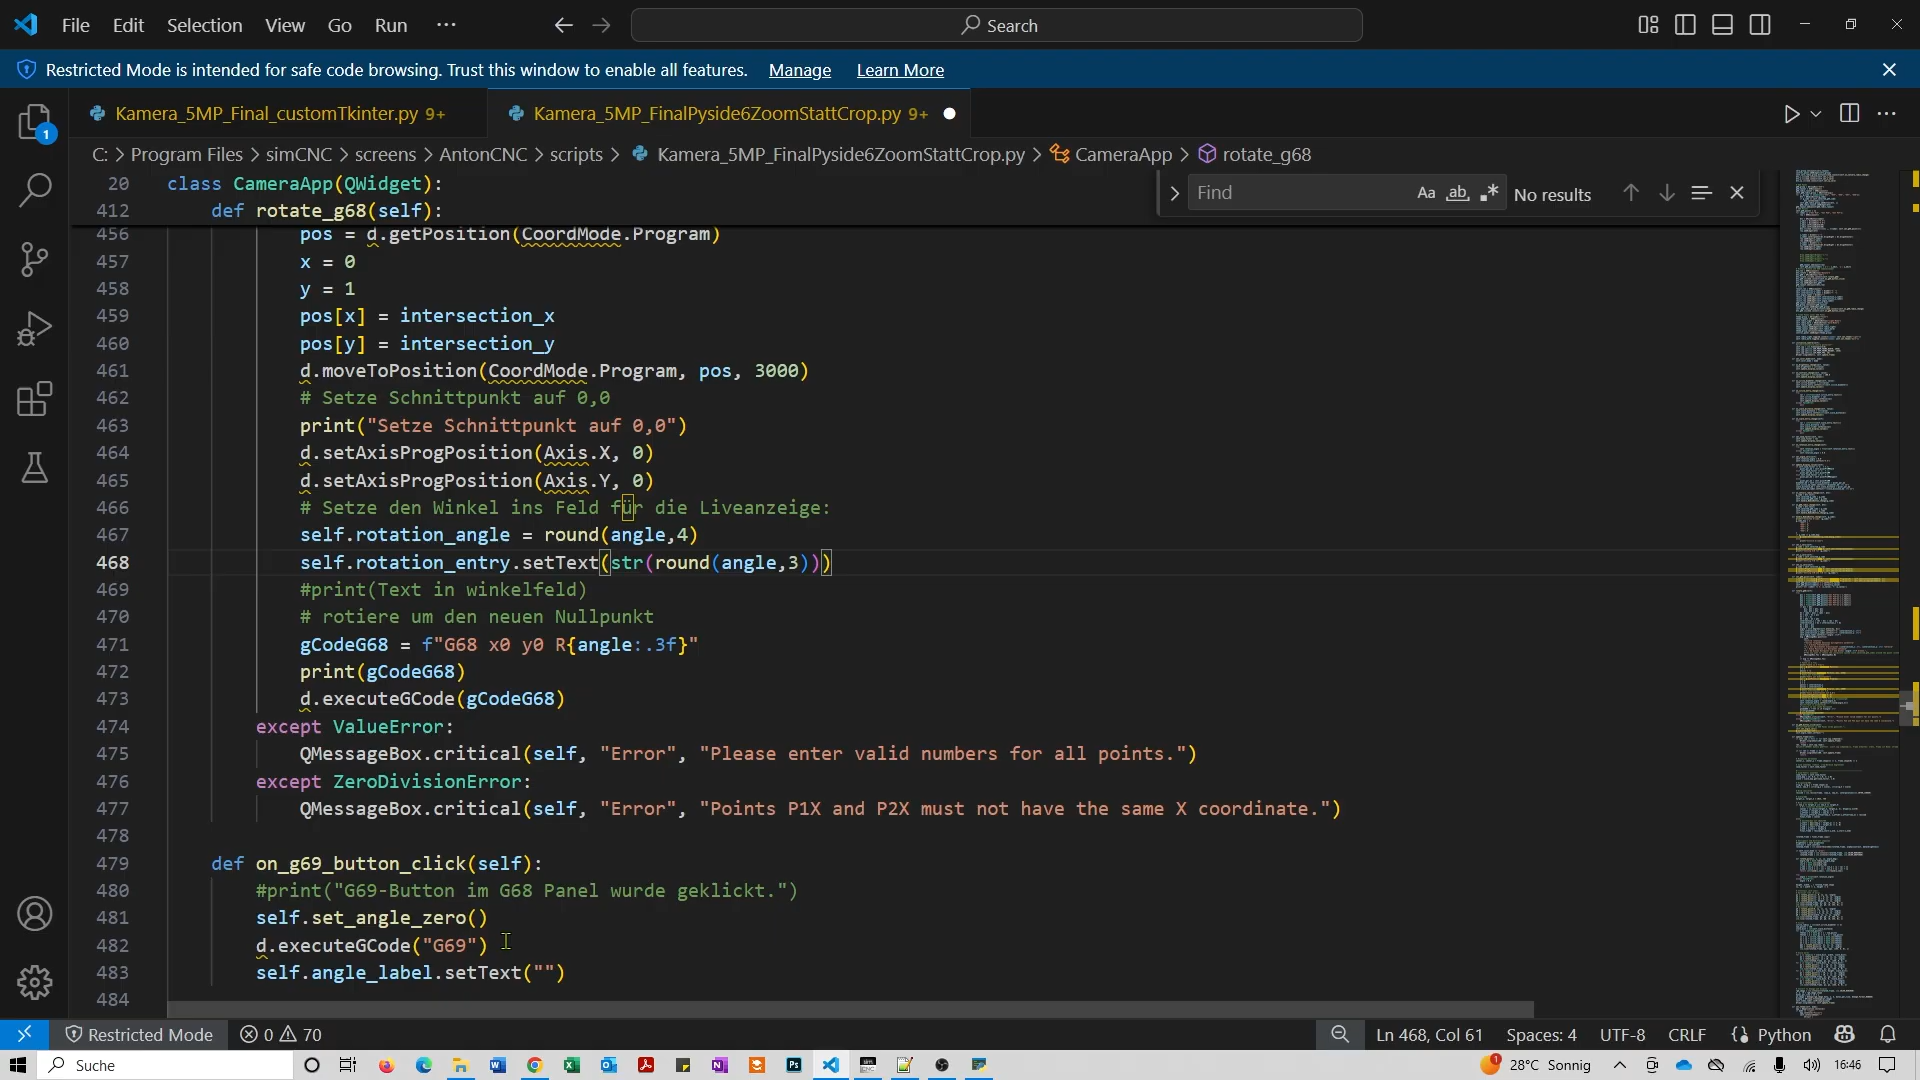 File Edit Selection View Go Run ··· Search
Restricted Mode is intended for safe code browsing. Trust this window to enable all features. Manage Learn More
Kamera_5MP_Final_customTkinter.py 9+ Kamera_5MP_FinalPyside6ZoomStattCrop.py 9+
C: > Program Files > simCNC > screens > AntonCNC > scripts > Kamera_5MP_FinalPyside6ZoomStattCrop.py > CameraApp > rotate_g68
Find Aa ab .* No results
20 class CameraApp(QWidget):
412 def rotate_g68(self):
456 pos = d.getPosition(CoordMode.Program)
457 x = 0
458 y = 1
459 pos[x] = intersection_x
460 pos[y] = intersection_y
461 d.moveToPosition(CoordMode.Program, pos, 3000)
462 # Setze Schnittpunkt auf 0,0
463 print("Setze Schnittpunkt auf 0,0")
464 d.setAxisProgPosition(Axis.X, 0)
465 d.setAxisProgPosition(Axis.Y, 0)
466 # Setze den Winkel ins Feld für die Liveanzeige:
467 self.rotation_angle = round(angle,4)
468 self.rotation_entry.setText(str(round(angle,3)))
469 #print(Text in winkelfeld)
470 # rotiere um den neuen Nullpunkt
471 gCodeG68 = f"G68 x0 y0 R{angle:.3f}"
472 print(gCodeG68)
473 d.executeGCode(gCodeG68)
474 except ValueError:
475 QMessageBox.critical(self, "Error", "Please enter valid numbers for all points.")
476 except ZeroDivisionError:
477 QMessageBox.critical(self, "Error", "Points P1X and P2X must not have the same X coordinate.")
478
479 def on_g69_button_click(self):
480 #print("G69-Button im G68 Panel wurde geklickt.")
481 self.set_angle_zero()
482 d.executeGCode("G69")
483 self.angle_label.setText("")
484
1
Restricted Mode 0 70 Ln 468, Col 61 Spaces: 4 UTF-8 CRLF {} Python
Suche 1 28°C Sonnig 16:46